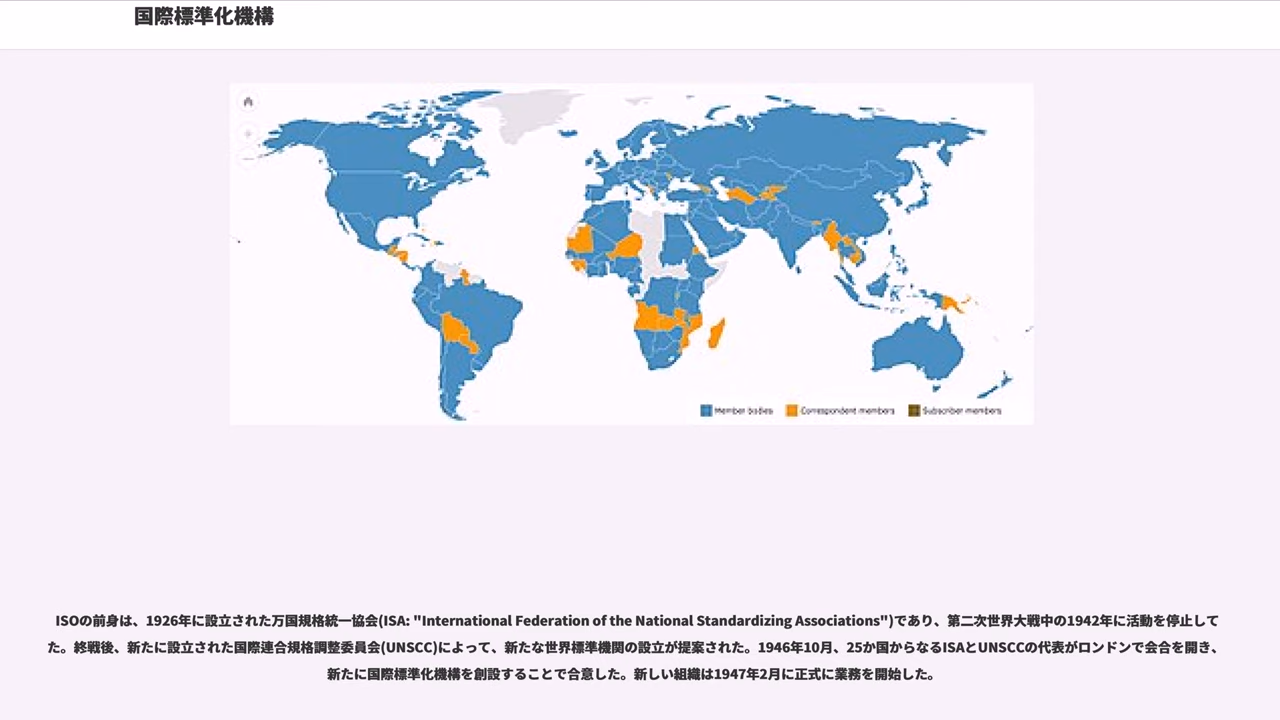 国際標準化機構
Member bodies
Correspondent members
Subscriber members
ISOの前身は、1926年に設立された万国規格統一協会(ISA: "International Federation of the National Standardizing Associations")であり、第二次世界大戦中の1942年に活動を停止し
た。終戦後、新たに設立された国際連合規格調整委員会(UNSCC)によって、新たな世界標準機関の設立が提案された。1946年10月、25か国からなるISAとUNSCCの代表がロンドンで会合を開き、
新たに国際標準化機構を創設することで合意した。新しい組織は1947年2月に正式に業務を開始した。